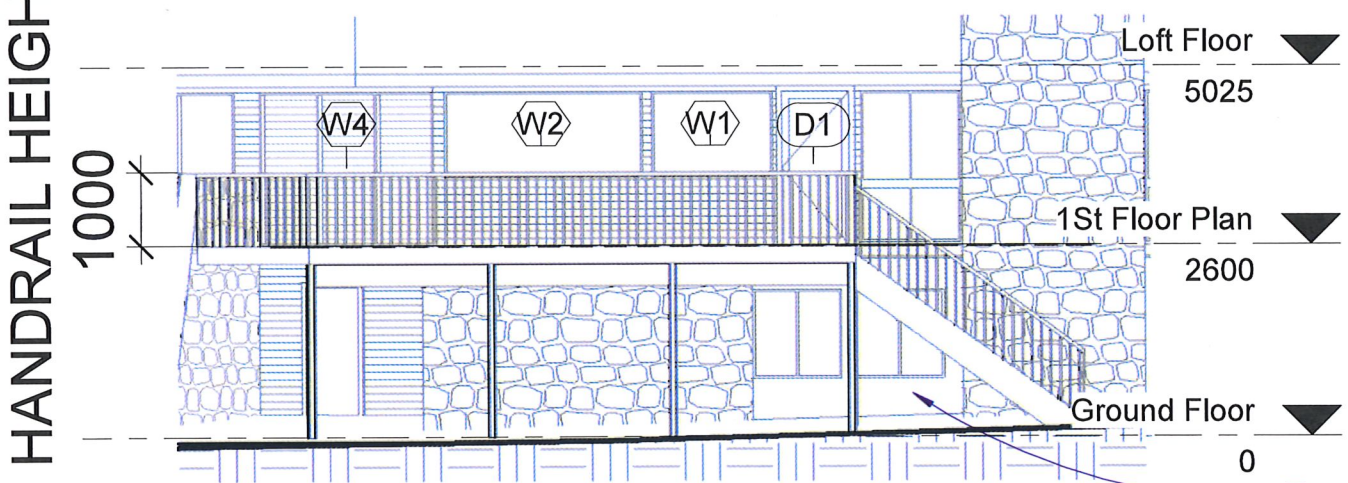 HANDRAIL HEIGH
1000
W4
W2
W1
D1
Loft Floor
5025
1St Floor Plan
2600
Ground Floor
0